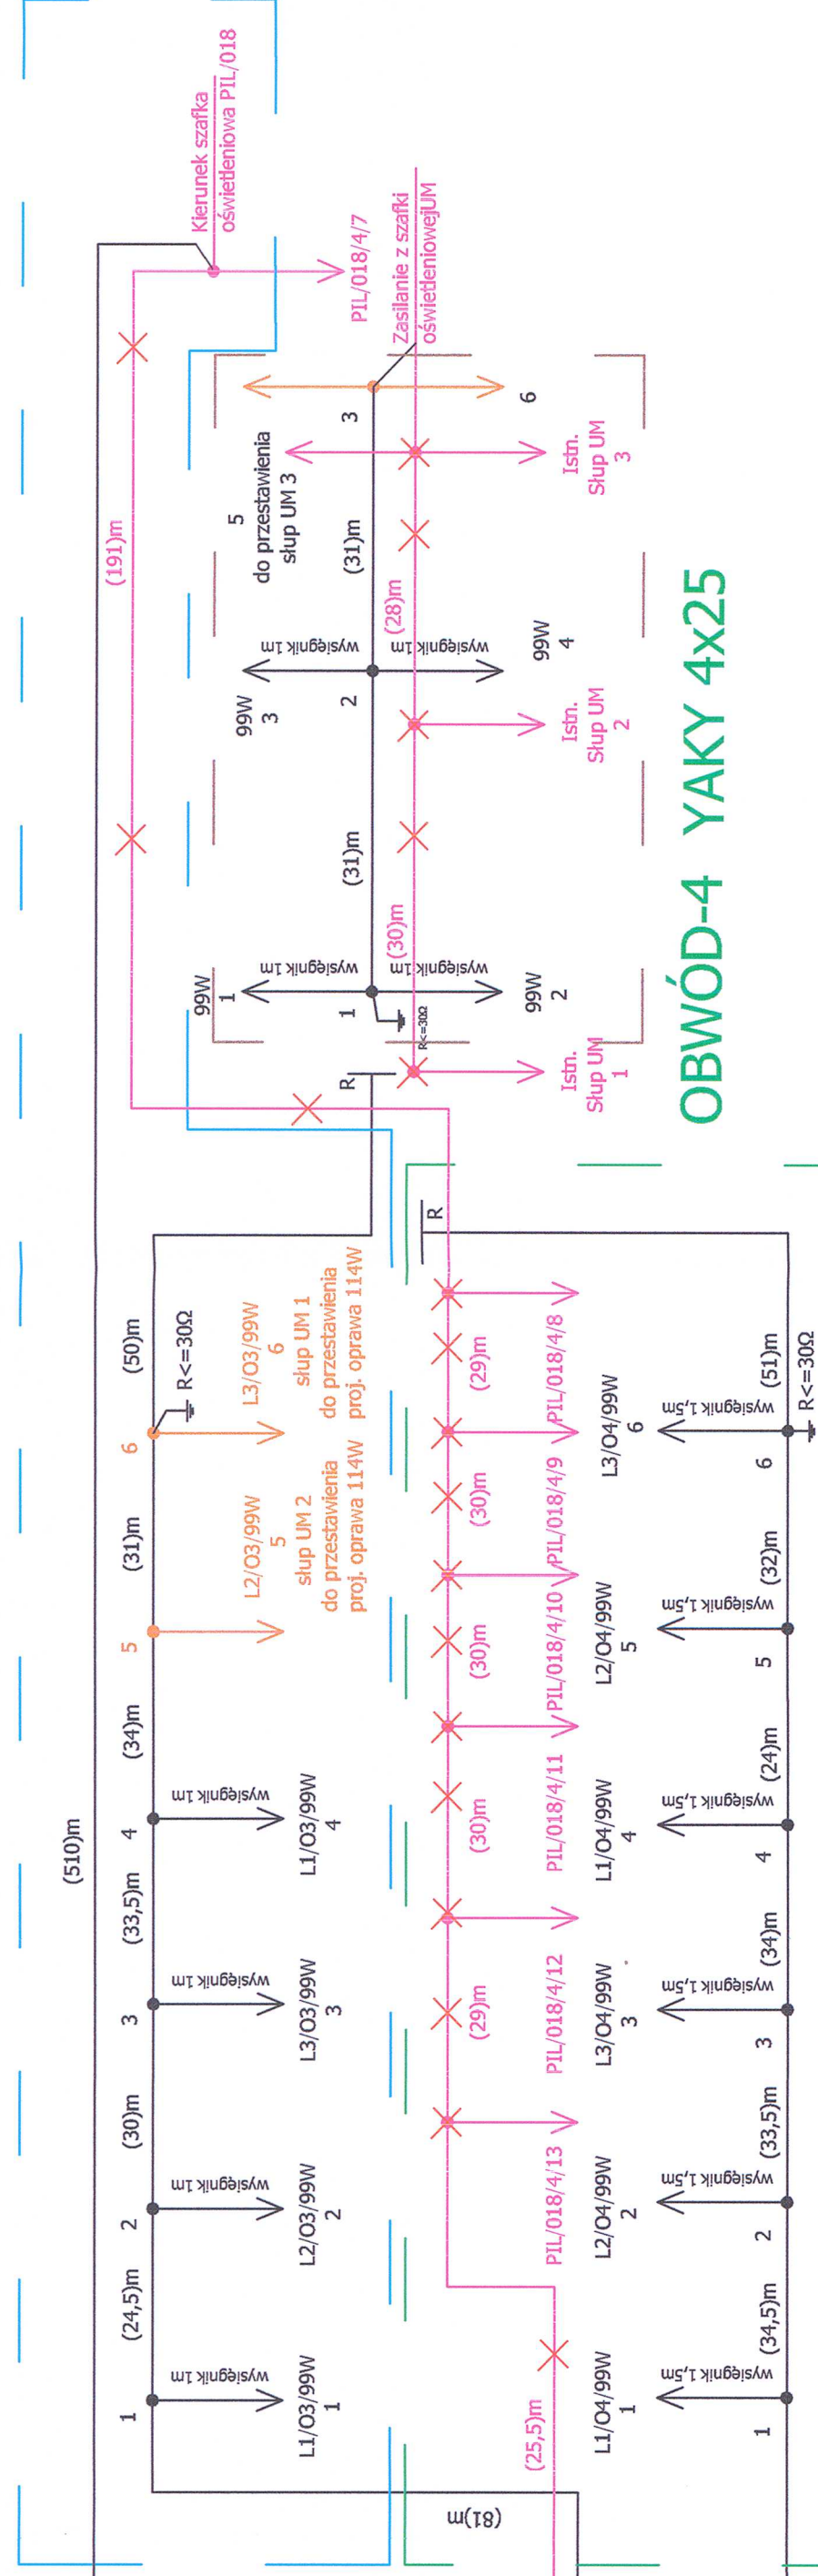 Kierunek szafka
oświetleniowa PIL/018
PIL/018/4/7
Zasilanie z szafki
oświetleniowejUM
(191)m
(510)m
5
do przestawienia
słup UM 3
3
6
(31)m
(28)m
Istn.
Słup UM
3
99W
3
wysięgnik 1m
wysięgnik 1m
2
99W
4
Istn.
Słup UM
2
(31)m
(30)m
99W
1
wysięgnik 1m
wysięgnik 1m
1
R<=30Ω
99W
2
Istn.
Słup UM
1
R
OBWÓD-4 YAKY 4x25
(81)m
1
wysięgnik 1m
L1/O3/99W
1
(24,5)m
2
wysięgnik 1m
L2/O3/99W
2
(30)m
3
wysięgnik 1m
L3/O3/99W
3
(33,5)m
4
wysięgnik 1m
L1/O3/99W
4
(34)m
5
L2/O3/99W
5
słup UM 2
do przestawienia
proj. oprawa 114W
(31)m
6
R<=30Ω
L3/O3/99W
6
słup UM 1
do przestawienia
proj. oprawa 114W
(50)m
(25,5)m
PIL/018/4/13
(29)m
PIL/018/4/12
(30)m
PIL/018/4/11
(30)m
PIL/018/4/10
(30)m
PIL/018/4/9
(29)m
PIL/018/4/8
R
L1/O4/99W
1
wysięgnik 1,5m
1
(34,5)m
L2/O4/99W
2
wysięgnik 1,5m
2
(33,5)m
L3/O4/99W
3
wysięgnik 1,5m
3
(34)m
L1/O4/99W
4
wysięgnik 1,5m
4
(24)m
L2/O4/99W
5
wysięgnik 1,5m
5
(32)m
L3/O4/99W
6
wysięgnik 1,5m
6
(51)m
R<=30Ω